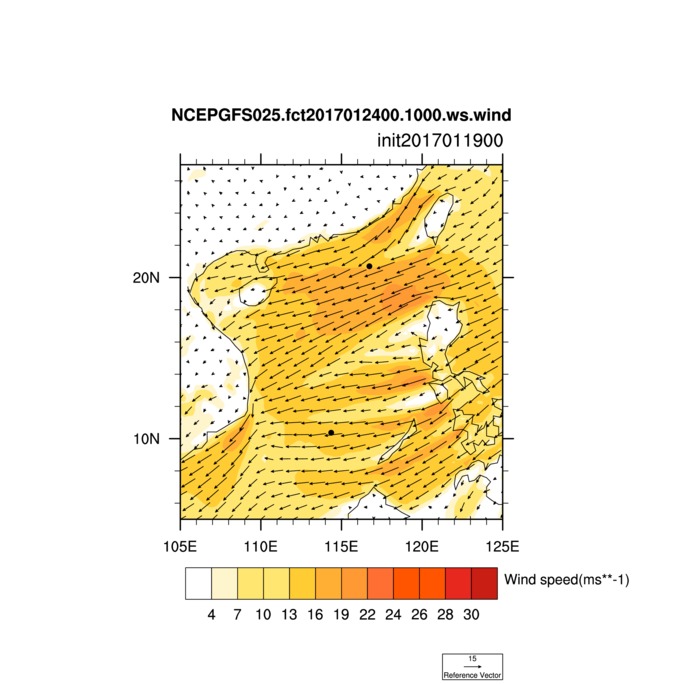 NCEPGFS025.fct2017012400.1000.ws.wind
init2017011900
20N
10N
105E 110E 115E 120E 125E
Wind speed(ms**-1)
4 7 10 13 16 19 22 24 26 28 30
15
Reference Vector